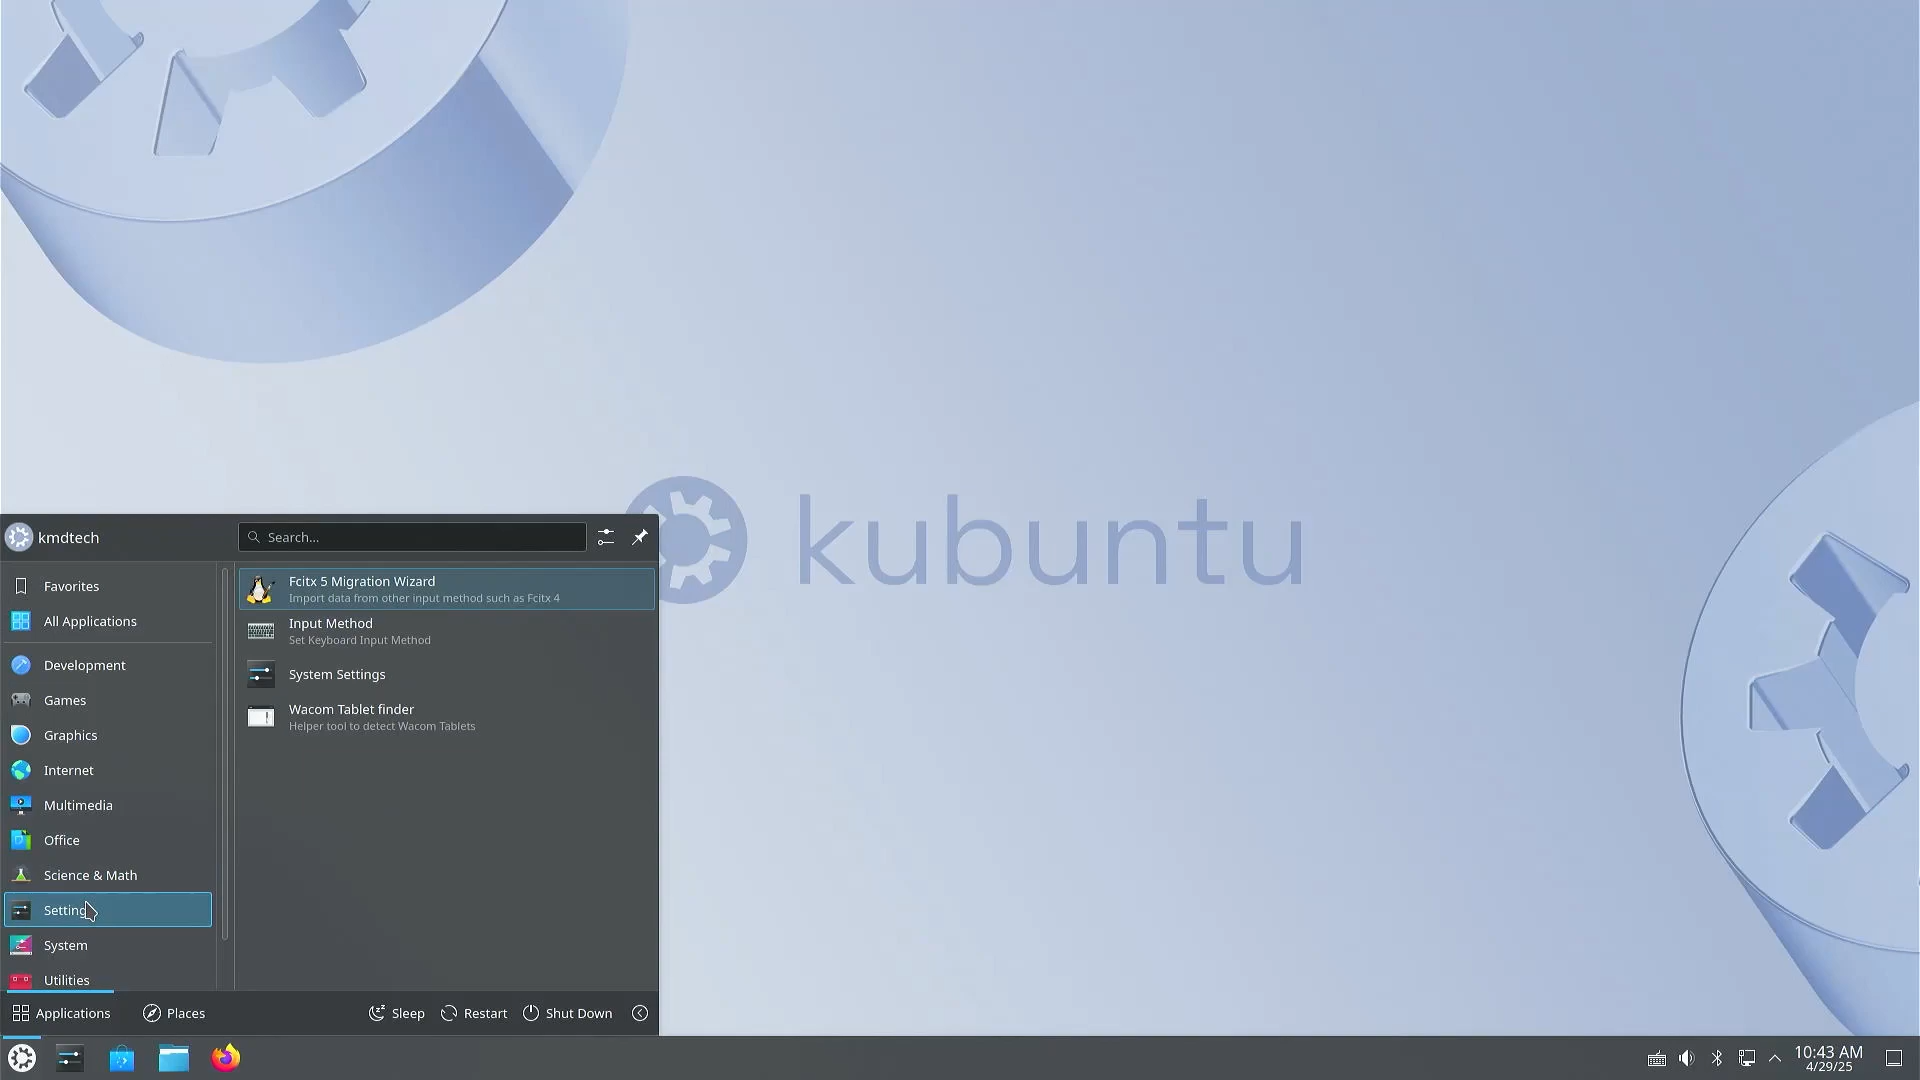 kubuntu
kmdtech
Search...
Favorites
All Applications
Development
Games
Graphics
Internet
Multimedia
Office
Science & Math
Setting
System
Utilities
Fcitx 5 Migration Wizard
Import data from other input method such as Fcitx 4
Input Method
Set Keyboard Input Method
System Settings
Wacom Tablet finder
Helper tool to detect Wacom Tablets
Applications
Places
Sleep
Restart
Shut Down
10:43 AM
4/29/25